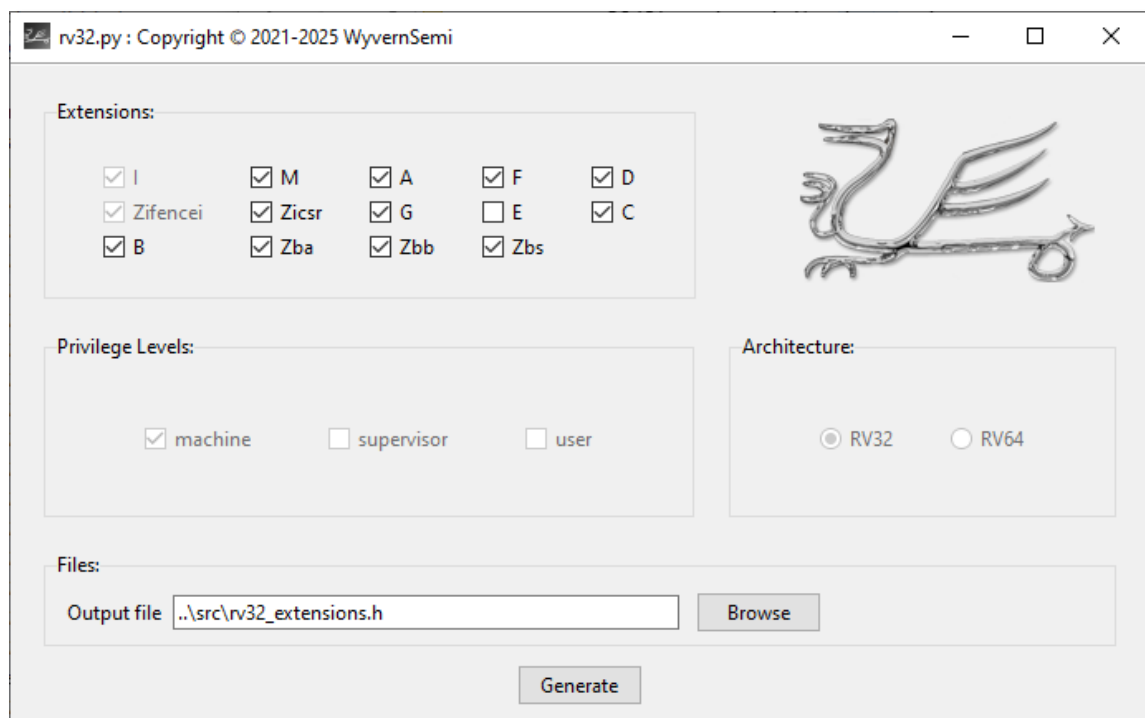 rv32.py : Copyright © 2021-2025 WyvernSemi
Extensions:
I M A F D
Zifencei Zicsr G E C
B Zba Zbb Zbs
Privilege Levels:
machine supervisor user
Architecture:
RV32 RV64
Files:
Output file ..\src\rv32_extensions.h Browse
Generate